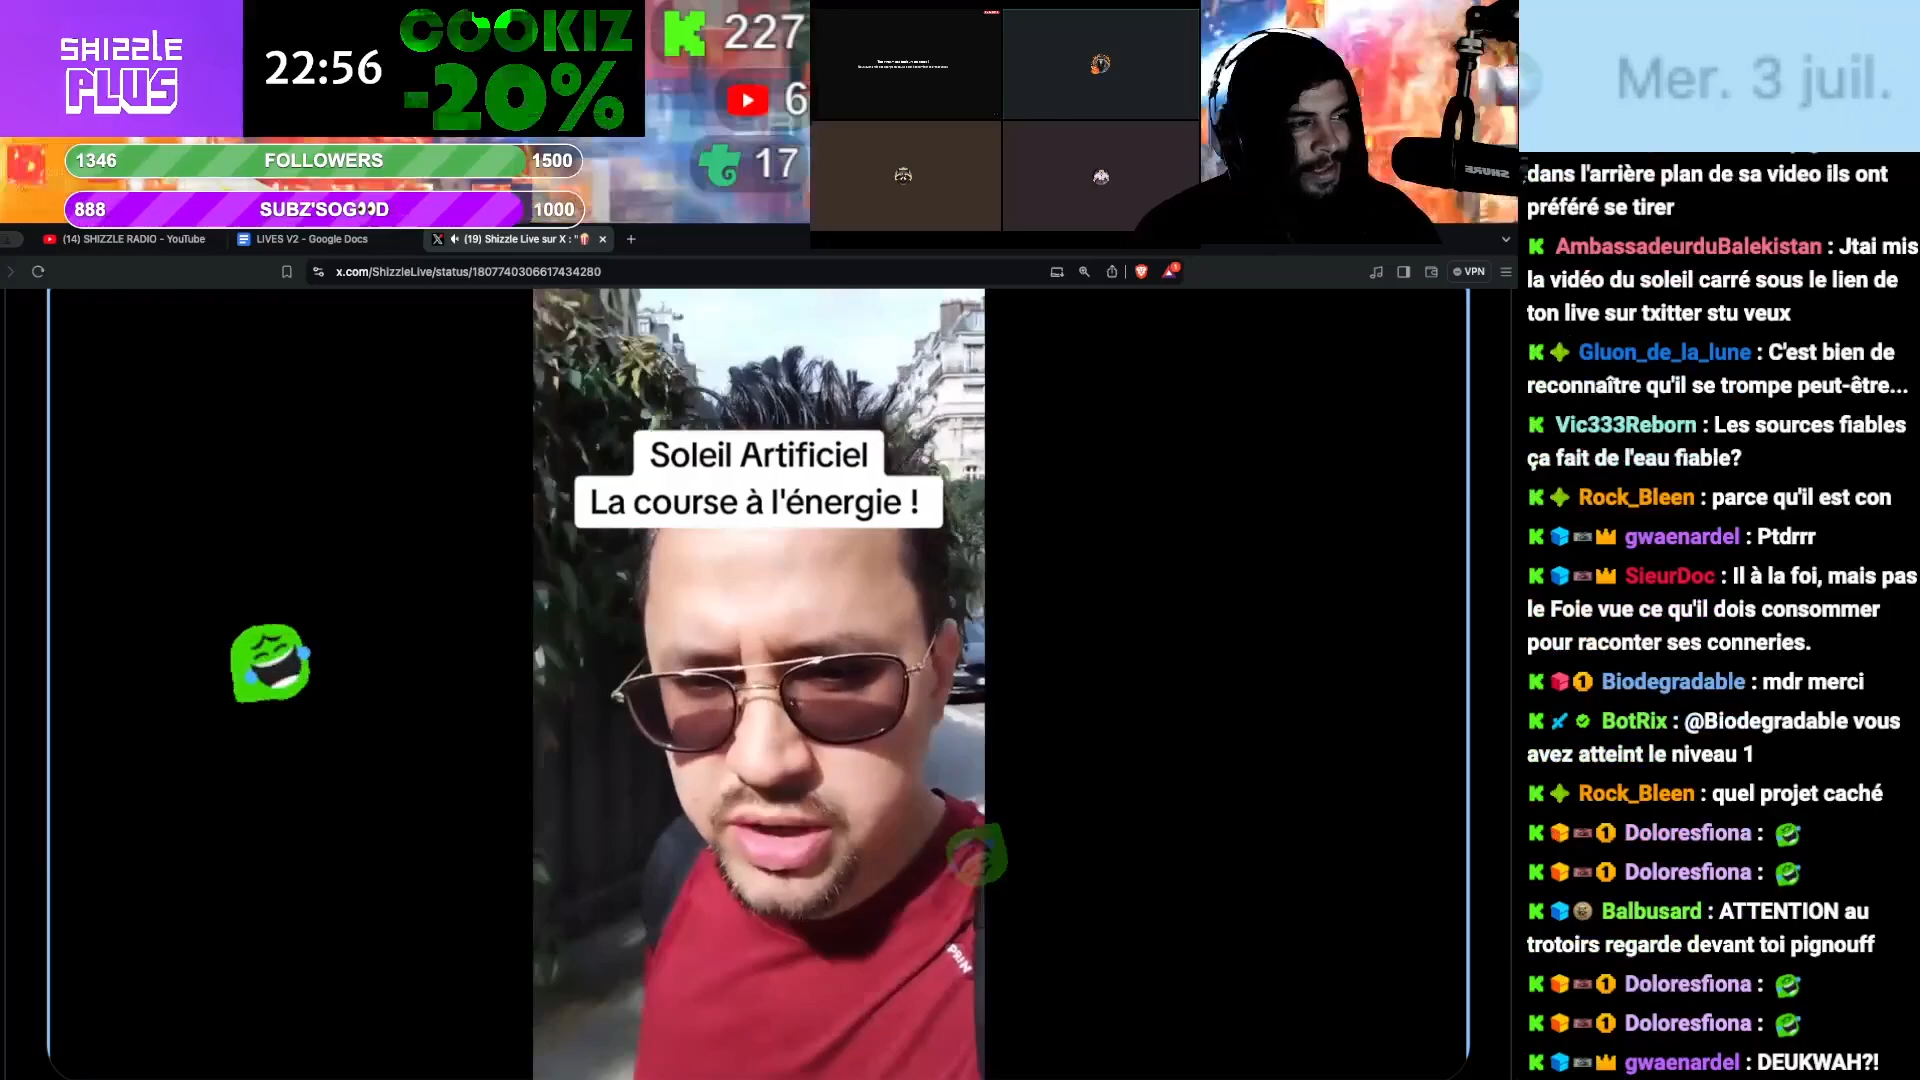 SHIZZLE
PLUS
22:56
COOKIZ
-20%
227
6
17
1346 FOLLOWERS 1500
888 SUBZ'SOG👀D 1000
Mer. 3 juil.
(14) SHIZZLE RADIO - YouTube
LIVES V2 - Google Docs
(19) Shizzle Live sur X : "🍿
x.com/ShizzleLive/status/1807740306617434280
VPN
SHURE
Soleil Artificiel
La course à l'énergie !
PRIN
dans l'arrière plan de sa video ils ont
préféré se tirer
AmbassadeurduBalekistan : Jtai mis
la vidéo du soleil carré sous le lien de
ton live sur txitter stu veux
Gluon_de_la_lune : C'est bien de
reconnaître qu'il se trompe peut-être...
Vic333Reborn : Les sources fiables
ça fait de l'eau fiable?
Rock_Bleen : parce qu'il est con
gwaenardel : Ptdrrr
SieurDoc : Il à la foi, mais pas
le Foie vue ce qu'il dois consommer
pour raconter ses conneries.
Biodegradable : mdr merci
BotRix : @Biodegradable vous
avez atteint le niveau 1
Rock_Bleen : quel projet caché
Doloresfiona :
Doloresfiona :
Balbusard : ATTENTION au
trotoirs regarde devant toi pignouff
Doloresfiona :
Doloresfiona :
gwaenardel : DEUKWAH?!